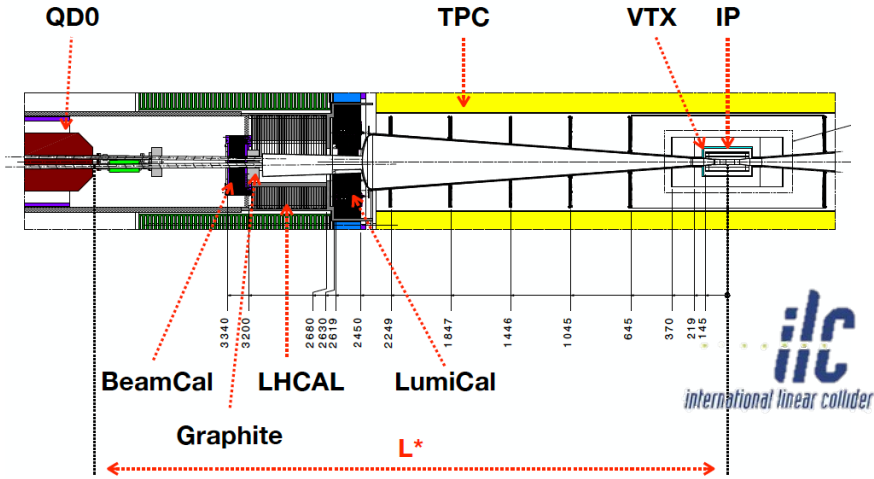 QD0
TPC
VTX
IP
3340
3200
2680
2630
2619
2450
2249
1847
1446
1045
645
370
219
145
BeamCal
LHCAL
LumiCal
Graphite
L*
ilc
international linear collider